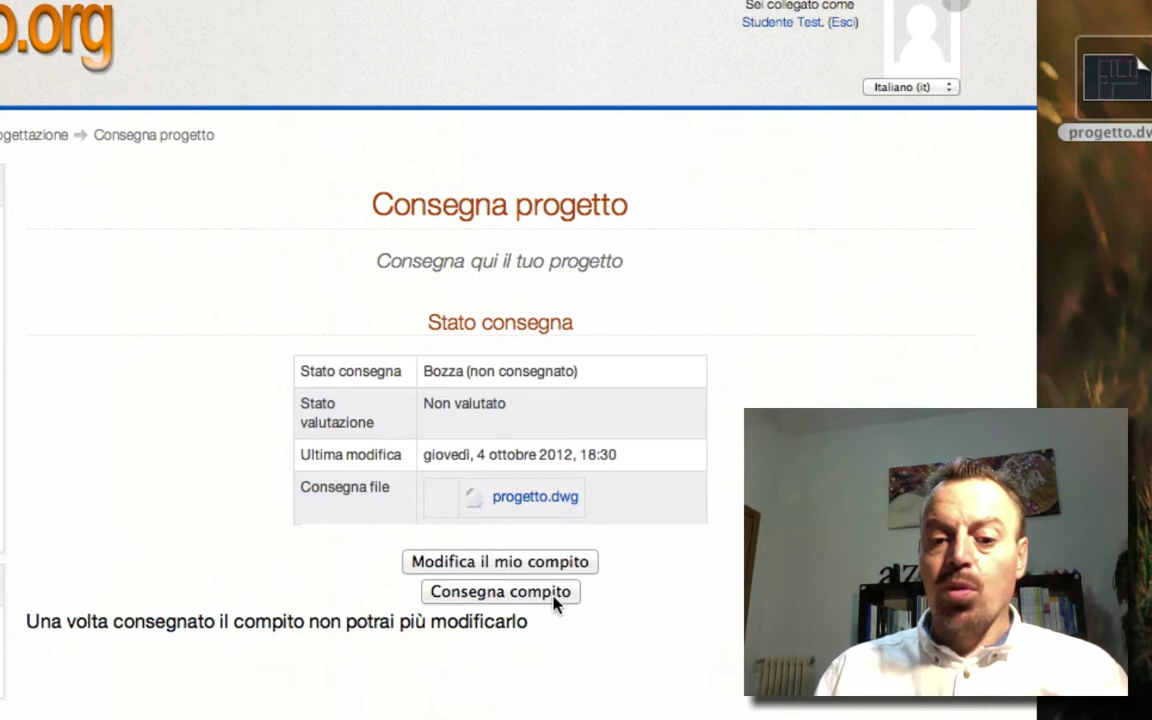 o.org
Sei collegato come
Studente Test. (Esci)
Italiano (it)
progetto.dw
ogettazione
Consegna progetto
Consegna progetto
Consegna qui il tuo progetto
Stato consegna
Stato consegna
Bozza (non consegnato)
Stato
valutazione
Non valutato
Ultima modifica
giovedì, 4 ottobre 2012, 18:30
Consegna file
progetto.dwg
Modifica il mio compito
Consegna compito
Una volta consegnato il compito non potrai più modificarlo